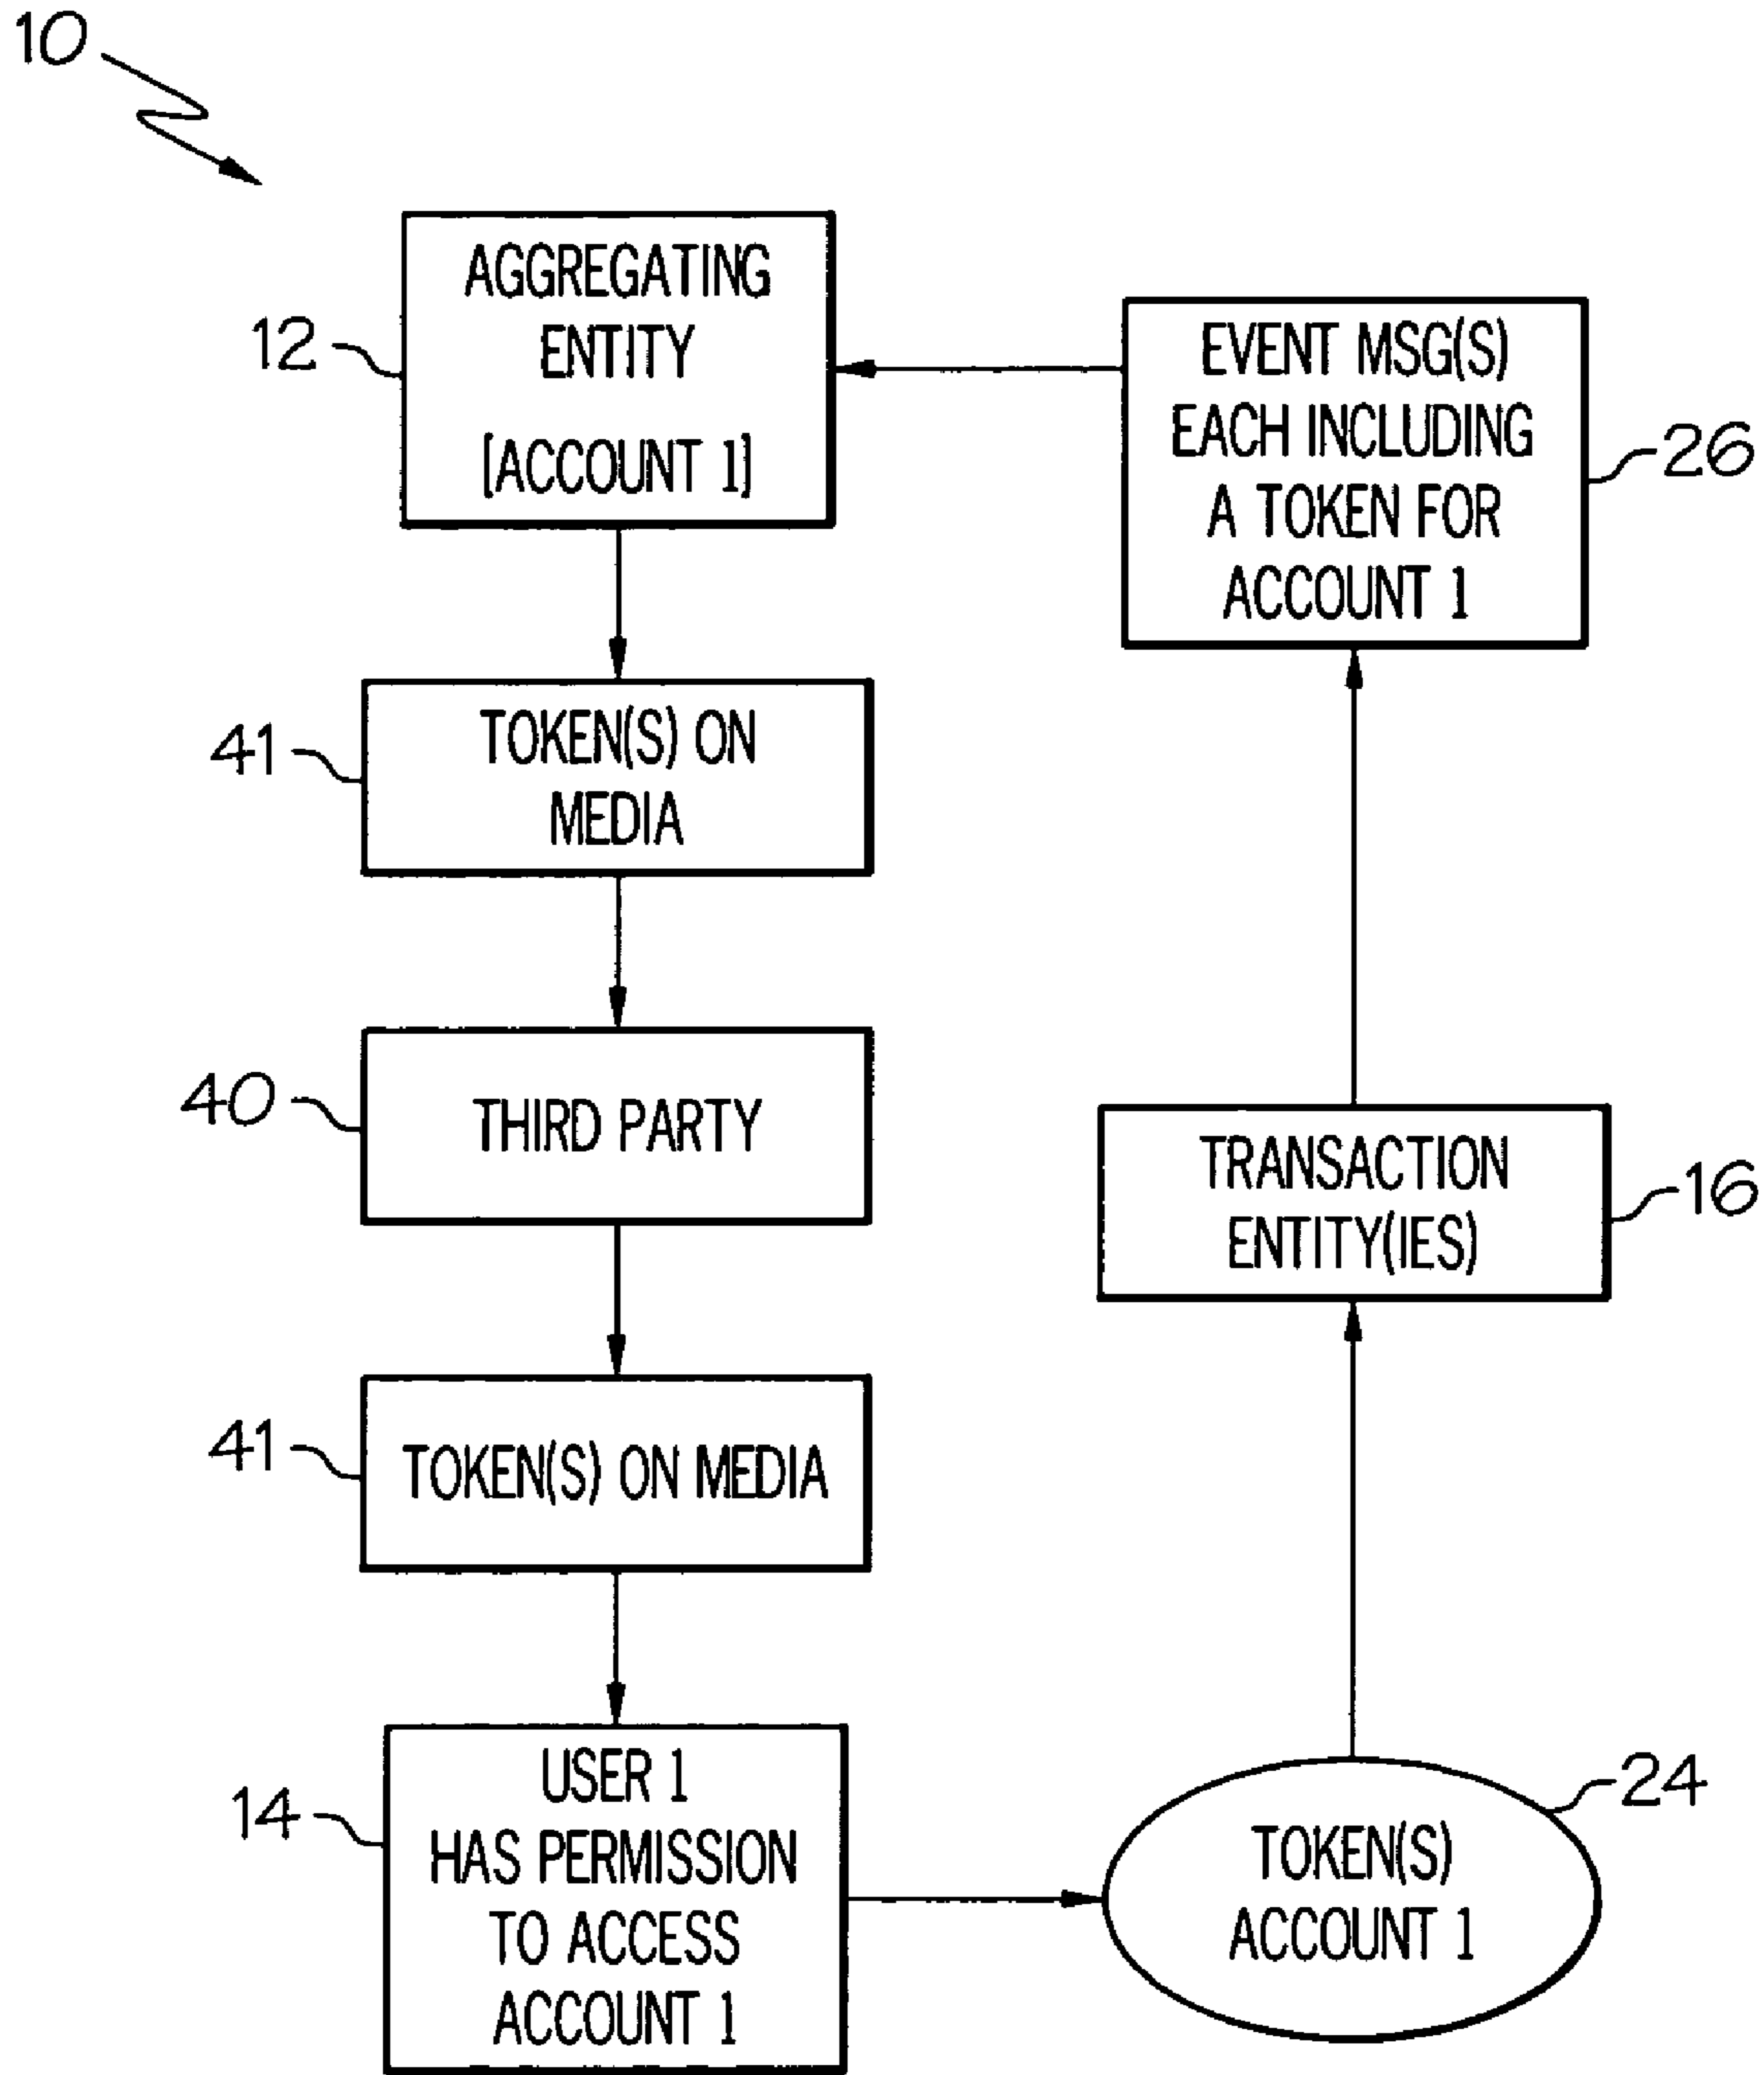 10
AGGREGATING
ENTITY
[ACCOUNT 1]
12
EVENT MSG(S)
EACH INCLUDING
A TOKEN FOR
ACCOUNT 1
26
TOKEN(S) ON
MEDIA
41
THIRD PARTY
40
TRANSACTION
ENTITY(IES)
16
TOKEN(S) ON MEDIA
41
USER 1
HAS PERMISSION
TO ACCESS
ACCOUNT 1
14
TOKEN(S)
ACCOUNT 1
24